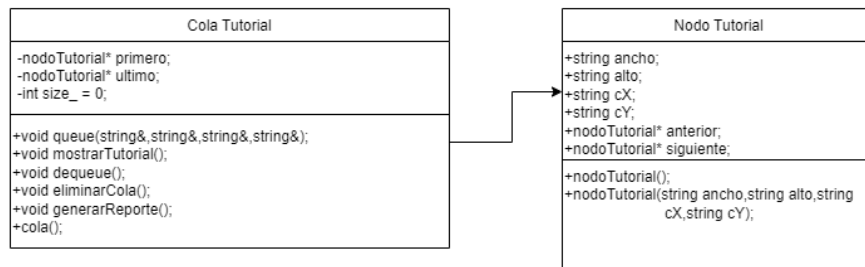 Cola Tutorial
-nodoTutorial* primero;
-nodoTutorial* ultimo;
-int size_ = 0;
+void queue(string&,string&,string&,string&);
+void mostrarTutorial();
+void dequeue();
+void eliminarCola();
+void generarReporte();
+cola();
Nodo Tutorial
+string ancho;
+string alto;
+string cX;
+string cY;
+nodoTutorial* anterior;
+nodoTutorial* siguiente;
+nodoTutorial();
+nodoTutorial(string ancho,string alto,string
cX,string cY);